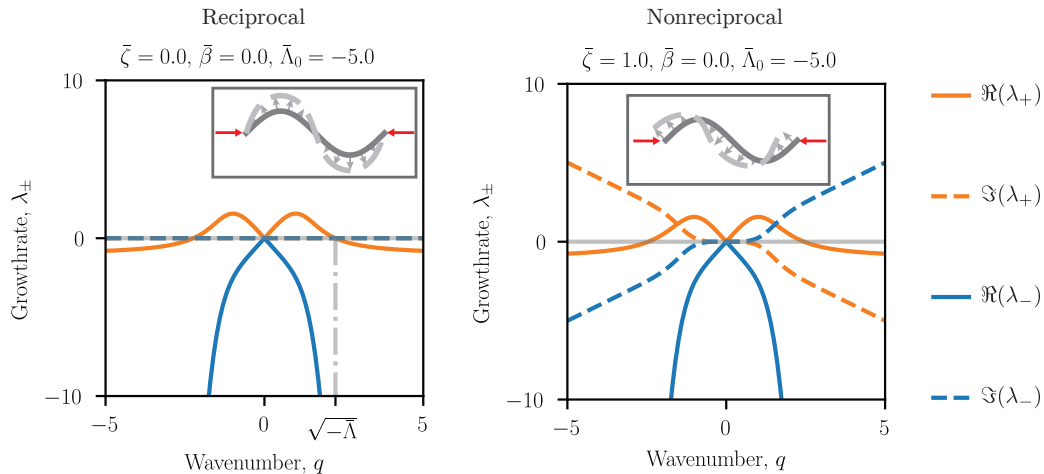 Reciprocal
ζ̄ = 0.0, β̄ = 0.0, Λ̄₀ = −5.0
10
0
−10
−5
0
√−Λ̄
5
Growthrate, λ±
Wavenumber, q
Nonreciprocal
ζ̄ = 1.0, β̄ = 0.0, Λ̄₀ = −5.0
10
0
−10
−5
0
5
Growthrate, λ±
Wavenumber, q
ℜ(λ₊)
ℑ(λ₊)
ℜ(λ₋)
ℑ(λ₋)